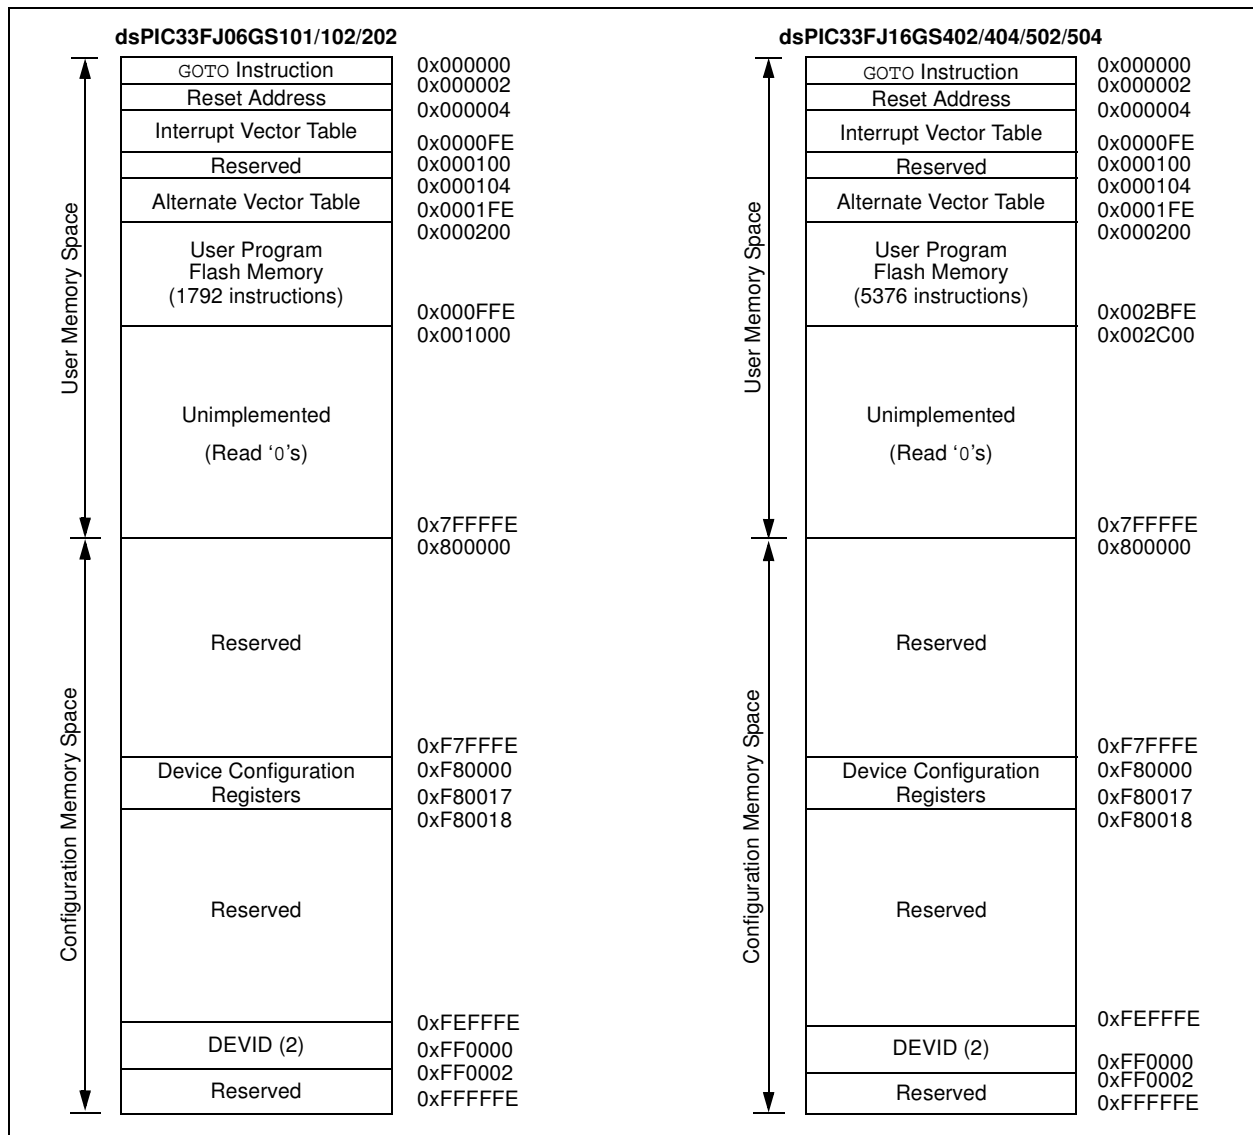 dsPIC33FJ06GS101/102/202
GOTO Instruction
0x000000
0x000002
Reset Address
0x000004
Interrupt Vector Table
0x0000FE
Reserved
0x000100
0x000104
Alternate Vector Table
0x0001FE
0x000200
User Program
Flash Memory
(1792 instructions)
0x000FFE
0x001000
Unimplemented
(Read ‘0’s)
0x7FFFFE
0x800000
Reserved
0xF7FFFE
Device Configuration
Registers
0xF80000
0xF80017
0xF80018
Reserved
0xFEFFFE
DEVID (2)
0xFF0000
0xFF0002
Reserved
0xFFFFFE
User Memory Space
Configuration Memory Space
dsPIC33FJ16GS402/404/502/504
GOTO Instruction
0x000000
0x000002
Reset Address
0x000004
Interrupt Vector Table
0x0000FE
Reserved
0x000100
0x000104
Alternate Vector Table
0x0001FE
0x000200
User Program
Flash Memory
(5376 instructions)
0x002BFE
0x002C00
Unimplemented
(Read ‘0’s)
0x7FFFFE
0x800000
Reserved
0xF7FFFE
Device Configuration
Registers
0xF80000
0xF80017
0xF80018
Reserved
0xFEFFFE
DEVID (2)
0xFF0000
0xFF0002
Reserved
0xFFFFFE
User Memory Space
Configuration Memory Space